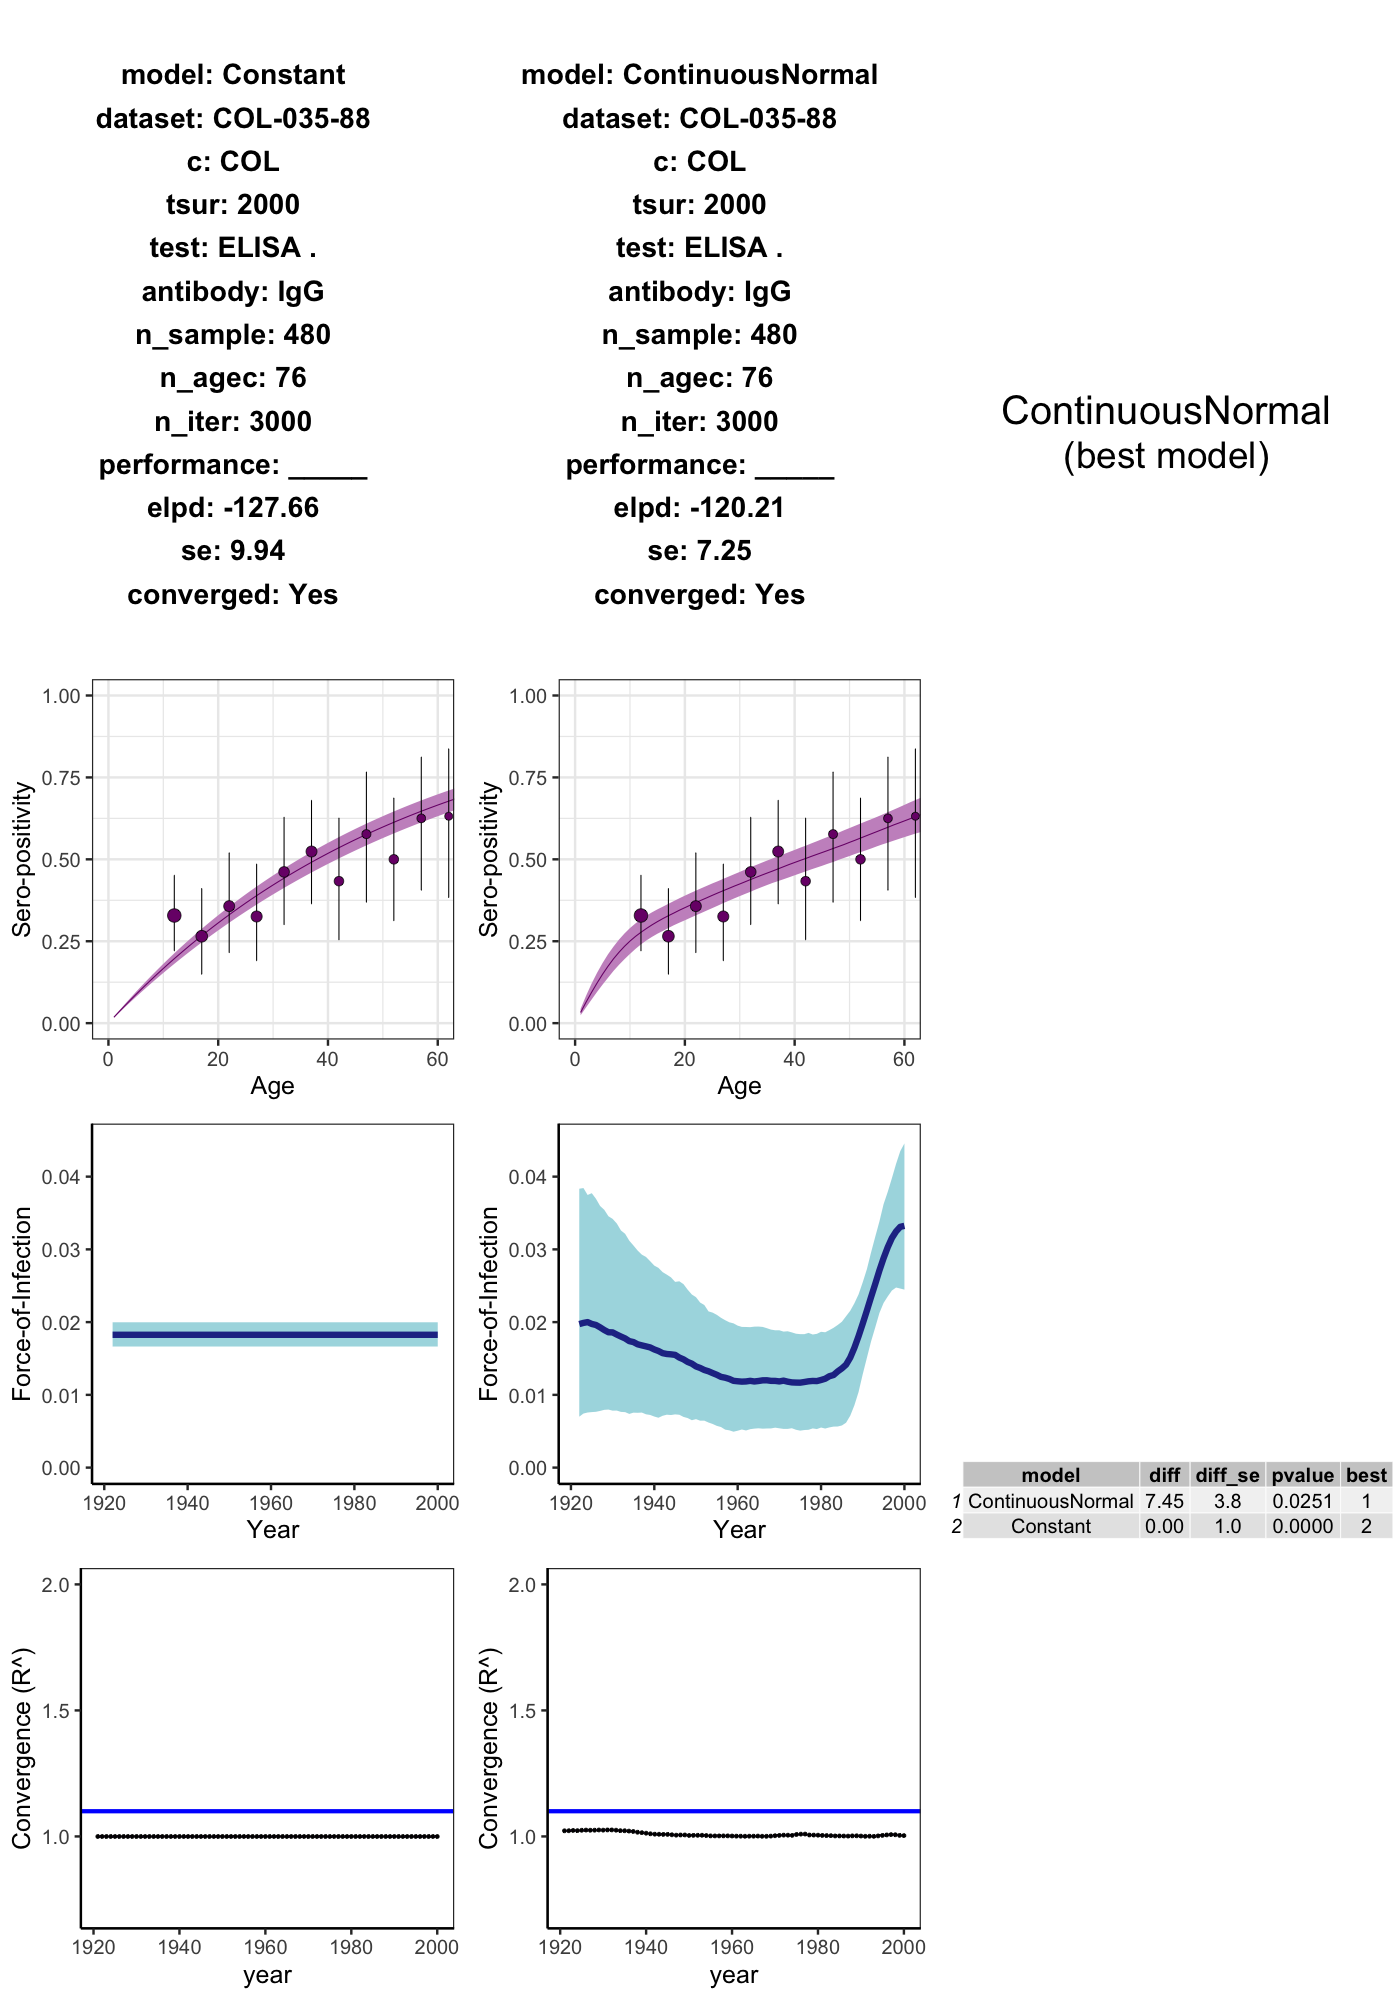 model: Constant
dataset: COL-035-88
c: COL
tsur: 2000
test: ELISA .
antibody: IgG
n_sample: 480
n_agec: 76
n_iter: 3000
performance: _____
elpd: -127.66
se: 9.94
converged: Yes
model: ContinuousNormal
dataset: COL-035-88
c: COL
tsur: 2000
test: ELISA .
antibody: IgG
n_sample: 480
n_agec: 76
n_iter: 3000
performance: _____
elpd: -120.21
se: 7.25
converged: Yes
ContinuousNormal
(best model)
Sero-positivity
1.00
0.75
0.50
0.25
0.00
0 20 40 60
Age
Sero-positivity
1.00
0.75
0.50
0.25
0.00
0 20 40 60
Age
Force-of-Infection
0.04
0.03
0.02
0.01
0.00
1920 1940 1960 1980 2000
Year
Force-of-Infection
0.04
0.03
0.02
0.01
0.00
1920 1940 1960 1980 2000
Year
model diff diff_se pvalue best
1 ContinuousNormal 7.45 3.8 0.0251 1
2 Constant 0.00 1.0 0.0000 2
Convergence (R^)
2.0
1.5
1.0
1920 1940 1960 1980 2000
year
Convergence (R^)
2.0
1.5
1.0
1920 1940 1960 1980 2000
year